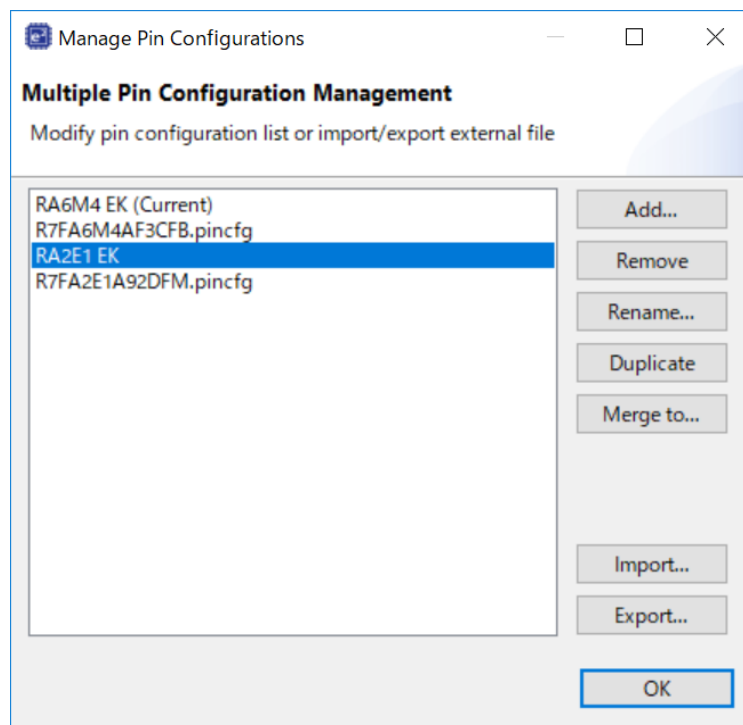 Manage Pin Configurations
Multiple Pin Configuration Management
Modify pin configuration list or import/export external file
RA6M4 EK (Current)
R7FA6M4AF3CFB.pincfg
RA2E1 EK
R7FA2E1A92DFM.pincfg
Add...
Remove
Rename...
Duplicate
Merge to...
Import...
Export...
OK